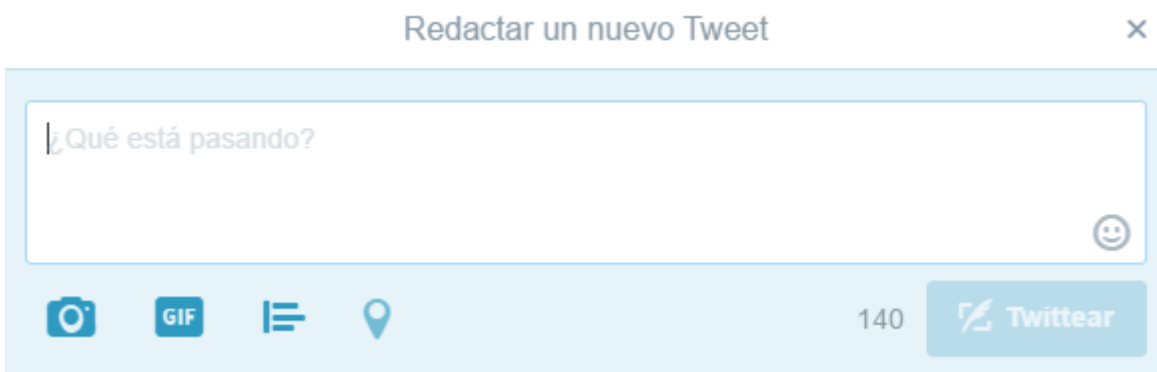 Redactar un nuevo Tweet
¿Qué está pasando?
GIF
140 Twittear